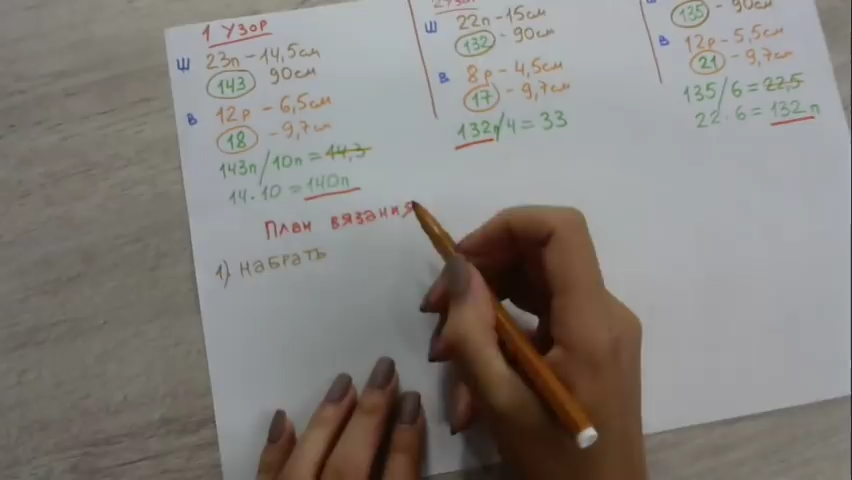 1 УЗОР
Ш 23п - 14,5см
143 90см
В 12р - 6,5см
18 - 9,7см
143п/10п = 14,3
14·10 = 140п
Ш 22п - 15см
132 - 90см
В 8р - 4,5см
17 - 9,7см
132п/4 = 33
135 - 90см
В 12р - 5,5см
21 - 9,7см
135/6 = 22,5
22·6 = 132п
План вязания
1) Набрать